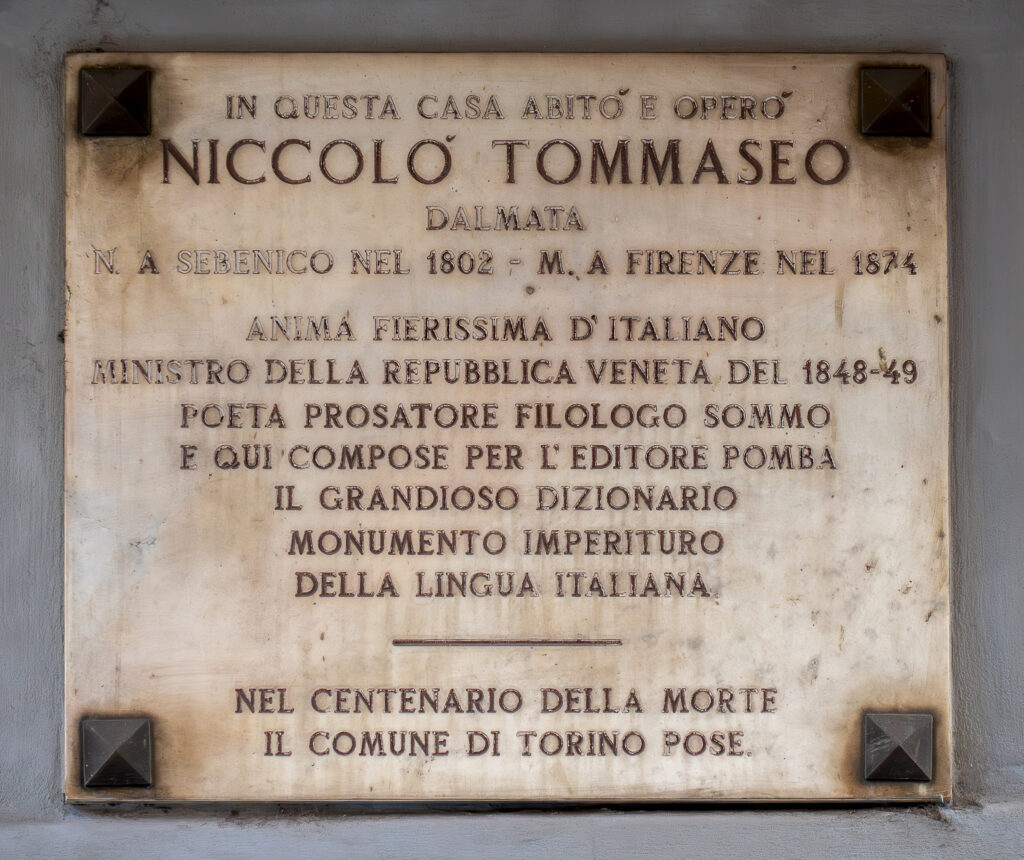 IN QUESTA CASA ABITÒ E OPERÒ
NICCOLÒ TOMMASEO
DALMATA
N. A SEBENICO NEL 1802 - M. A FIRENZE NEL 1874
ANIMA FIERISSIMA D'ITALIANO
MINISTRO DELLA REPUBBLICA VENETA DEL 1848-49
POETA PROSATORE FILOLOGO SOMMO
E QUI COMPOSE PER L'EDITORE POMBA
IL GRANDIOSO DIZIONARIO
MONUMENTO IMPERITURO
DELLA LINGUA ITALIANA.
NEL CENTENARIO DELLA MORTE
IL COMUNE DI TORINO POSE.